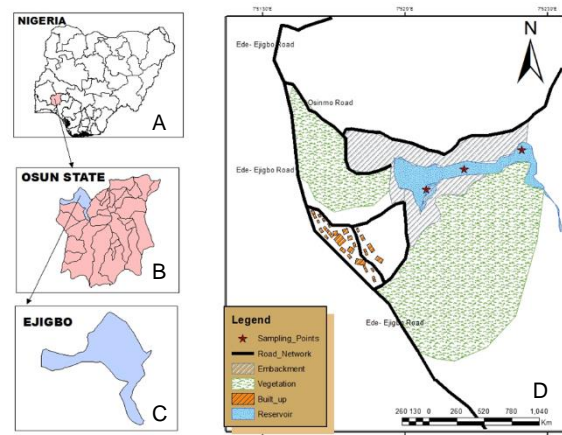 NIGERIA
A
OSUN STATE
B
EJIGBO
C
Ede- Ejigbo Road
Osinmo Road
Ede- Ejigbo Road
Ede- Ejigbo Road
N
Legend
Sampling_Points
Road_Network
Embackment
Vegetation
Built_up
Reservoir
D
260 130 0 260 520 780 1,040
Km